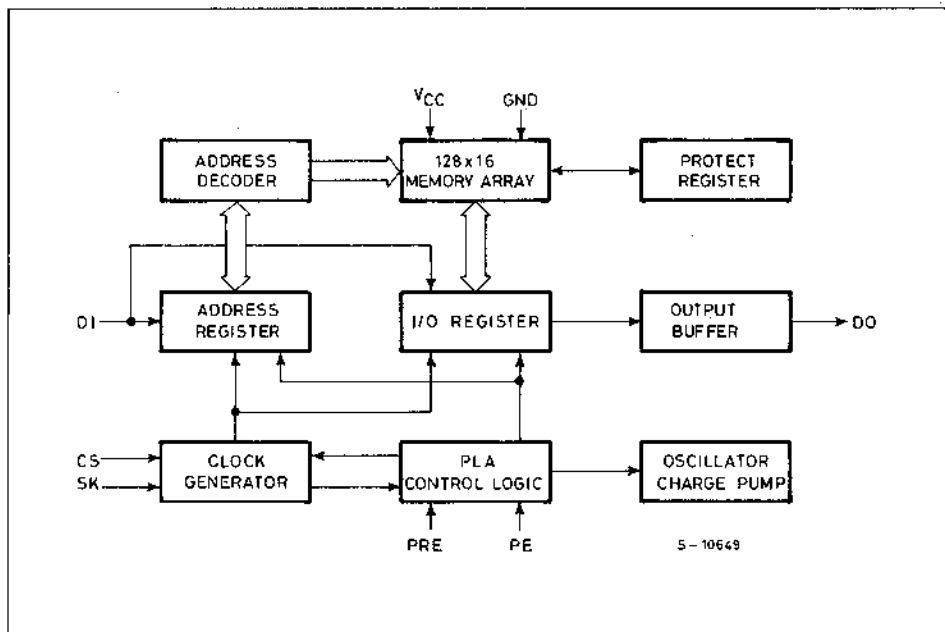 VCC
GND
ADDRESS
DECODER
128x16
MEMORY ARRAY
PROTECT
REGISTER
DI
ADDRESS
REGISTER
I/O REGISTER
OUTPUT
BUFFER
DO
CS
SK
CLOCK
GENERATOR
PLA
CONTROL LOGIC
OSCILLATOR
CHARGE PUMP
PRE
PE
S-10649